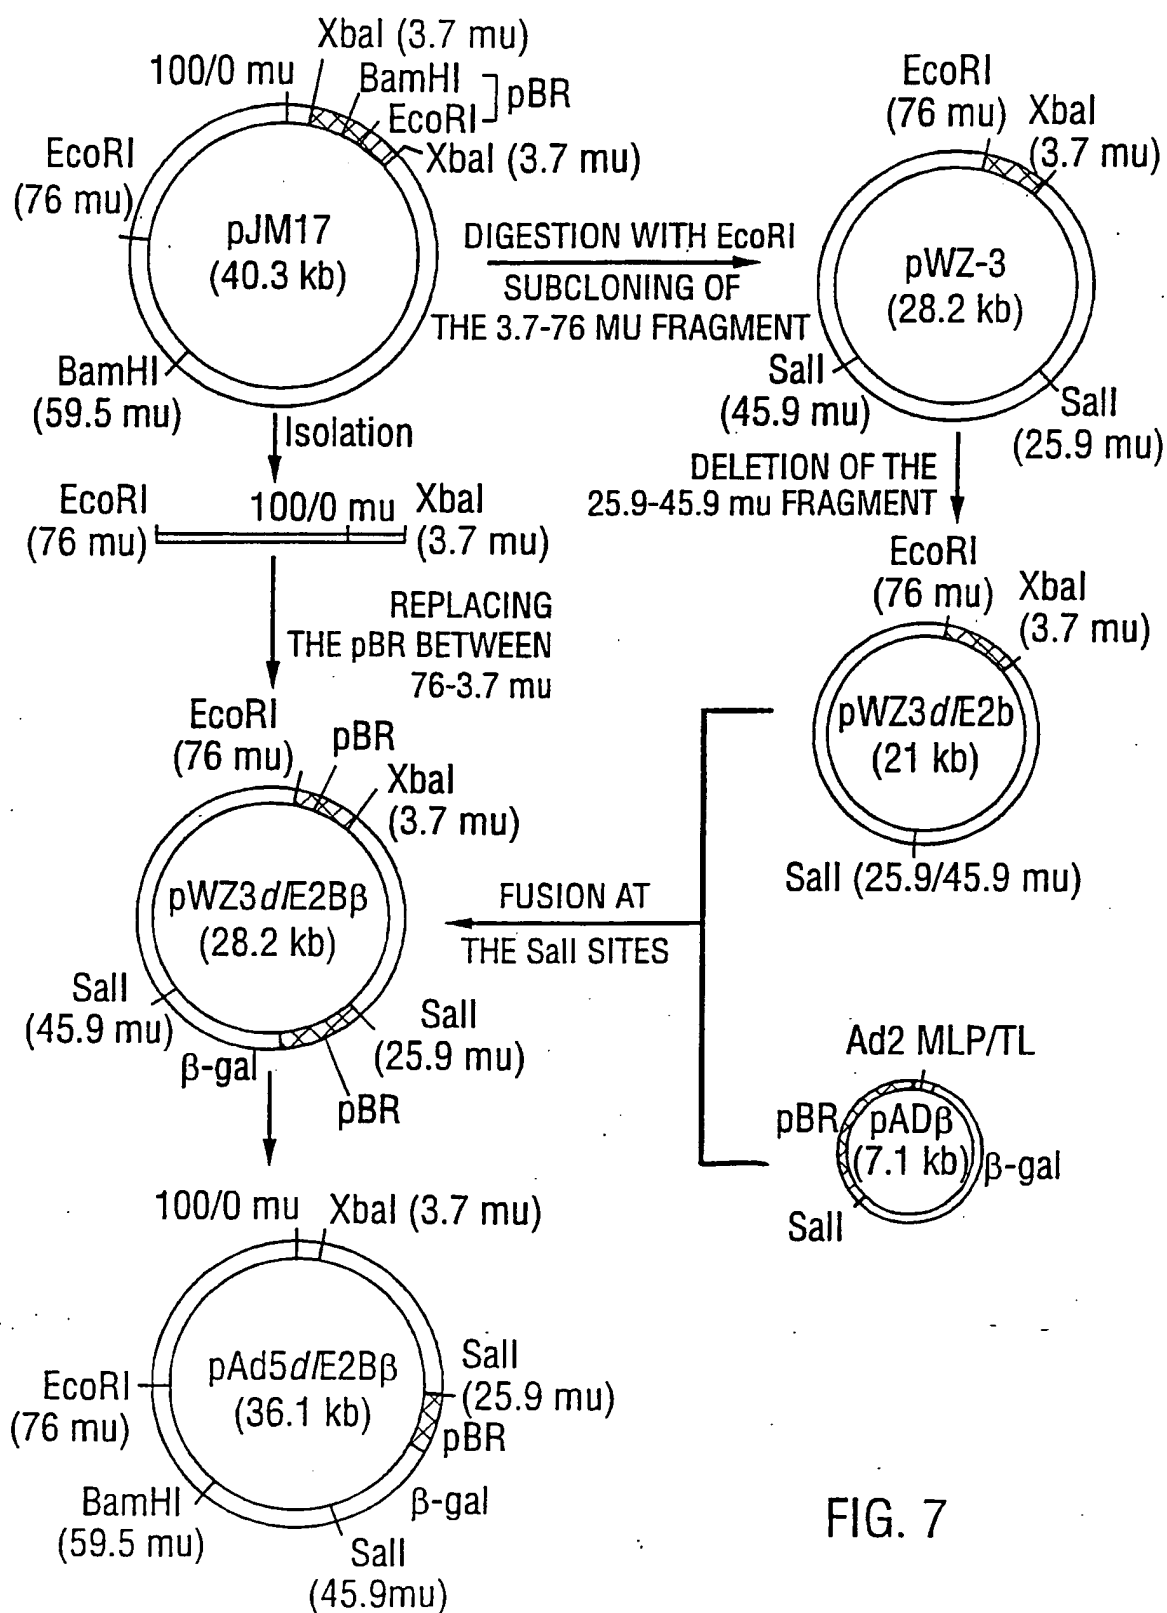 XbaI (3.7 mu)
100/0 mu
BamHI
EcoRI
pBR
XbaI (3.7 mu)
EcoRI
(76 mu)
pJM17
(40.3 kb)
BamHI
(59.5 mu)
DIGESTION WITH EcoRI
SUBCLONING OF
THE 3.7-76 MU FRAGMENT
EcoRI
(76 mu)
XbaI
(3.7 mu)
pWZ-3
(28.2 kb)
SalI
(45.9 mu)
SalI
(25.9 mu)
Isolation
EcoRI
(76 mu)
100/0 mu
XbaI
(3.7 mu)
DELETION OF THE
25.9-45.9 mu FRAGMENT
REPLACING
THE pBR BETWEEN
76-3.7 mu
EcoRI
(76 mu)
XbaI
(3.7 mu)
pWZ3dlE2b
(21 kb)
SalI (25.9/45.9 mu)
EcoRI
(76 mu)
pBR
XbaI
(3.7 mu)
pWZ3dlE2Bβ
(28.2 kb)
SalI
(45.9 mu)
β-gal
pBR
SalI
(25.9 mu)
FUSION AT
THE SalI SITES
Ad2 MLP/TL
pBR
pADβ
(7.1 kb)
β-gal
SalI
100/0 mu
XbaI (3.7 mu)
pAd5dlE2Bβ
(36.1 kb)
EcoRI
(76 mu)
SalI
(25.9 mu)
pBR
β-gal
BamHI
(59.5 mu)
SalI
(45.9mu)
FIG. 7